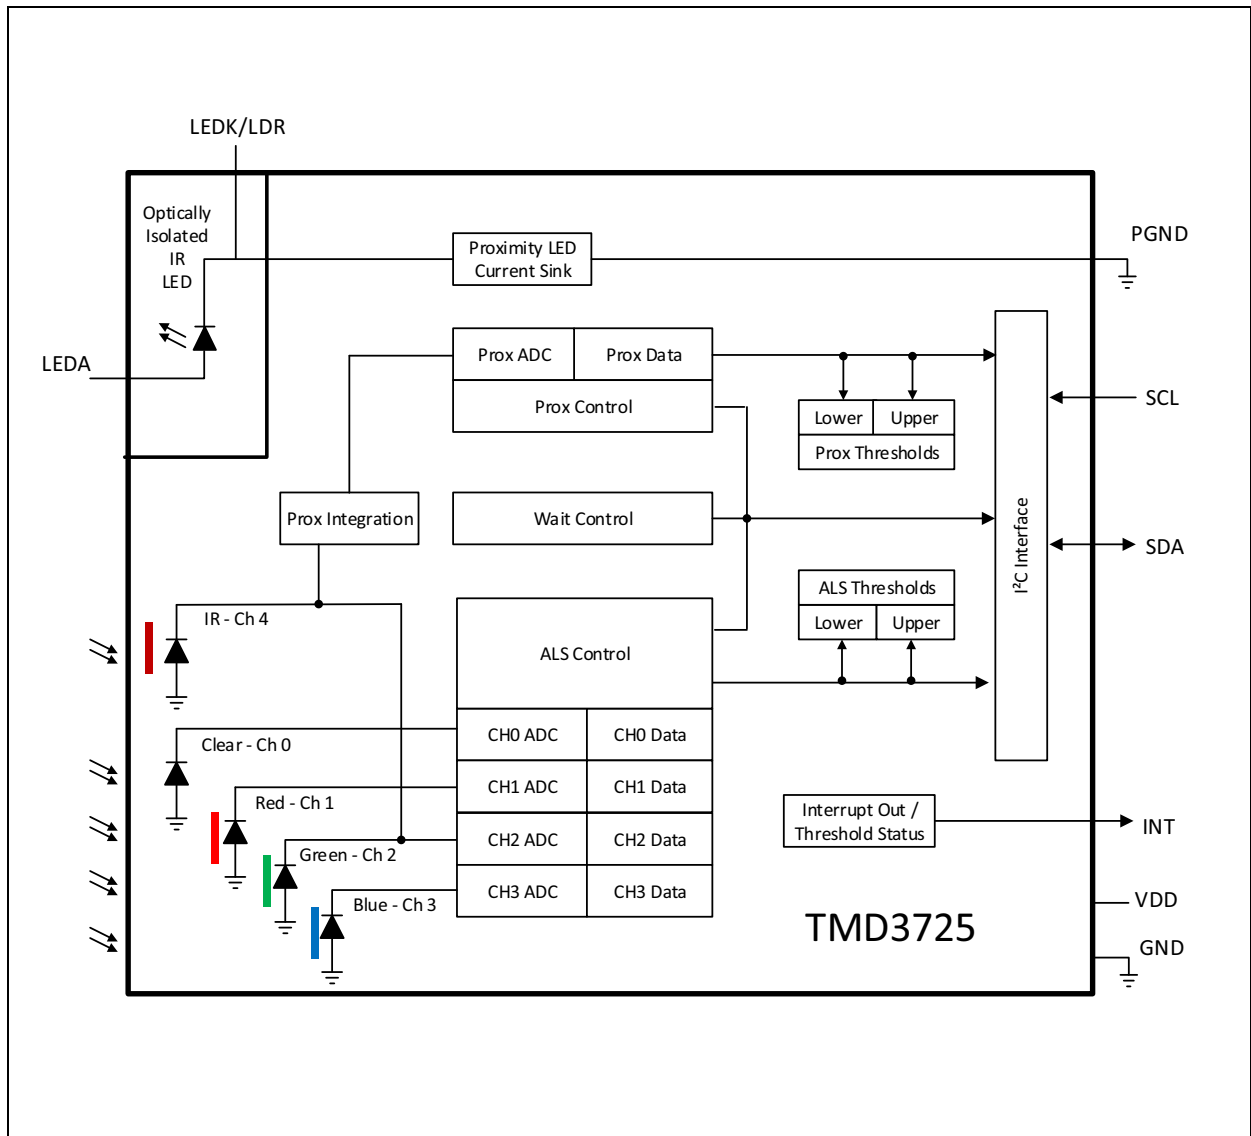 LEDK/LDR
Optically
Isolated
IR
LED
Proximity LED
Current Sink
PGND
LEDA
Prox ADC
Prox Data
Prox Control
Lower
Upper
Prox Thresholds
SCL
Prox Integration
Wait Control
I²C Interface
SDA
ALS Thresholds
Lower
Upper
IR - Ch 4
ALS Control
Clear - Ch 0
CH0 ADC
CH0 Data
Red - Ch 1
CH1 ADC
CH1 Data
Interrupt Out /
Threshold Status
INT
Green - Ch 2
CH2 ADC
CH2 Data
Blue - Ch 3
CH3 ADC
CH3 Data
VDD
TMD3725
GND